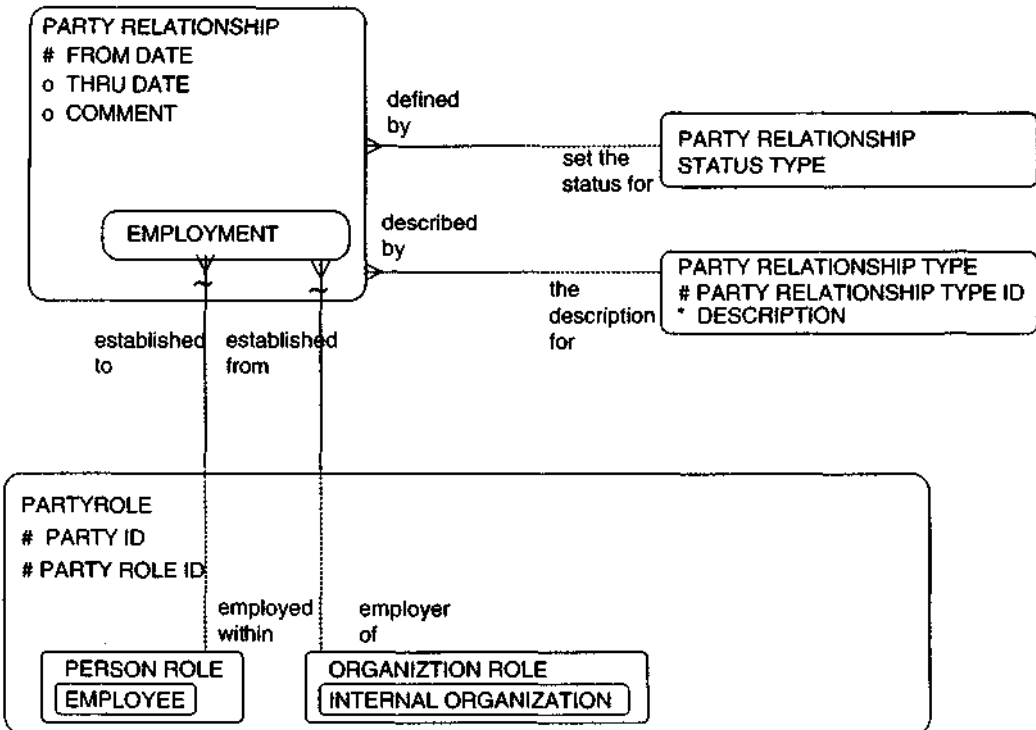 PARTY RELATIONSHIP
# FROM DATE
o THRU DATE
o COMMENT
EMPLOYMENT
defined
by
set the
status for
PARTY RELATIONSHIP
STATUS TYPE
described
by
the
description
for
PARTY RELATIONSHIP TYPE
# PARTY RELATIONSHIP TYPE ID
* DESCRIPTION
established
to
established
from
PARTYROLE
# PARTY ID
# PARTY ROLE ID
employed
within
employer
of
PERSON ROLE
EMPLOYEE
ORGANIZTION ROLE
INTERNAL ORGANIZATION